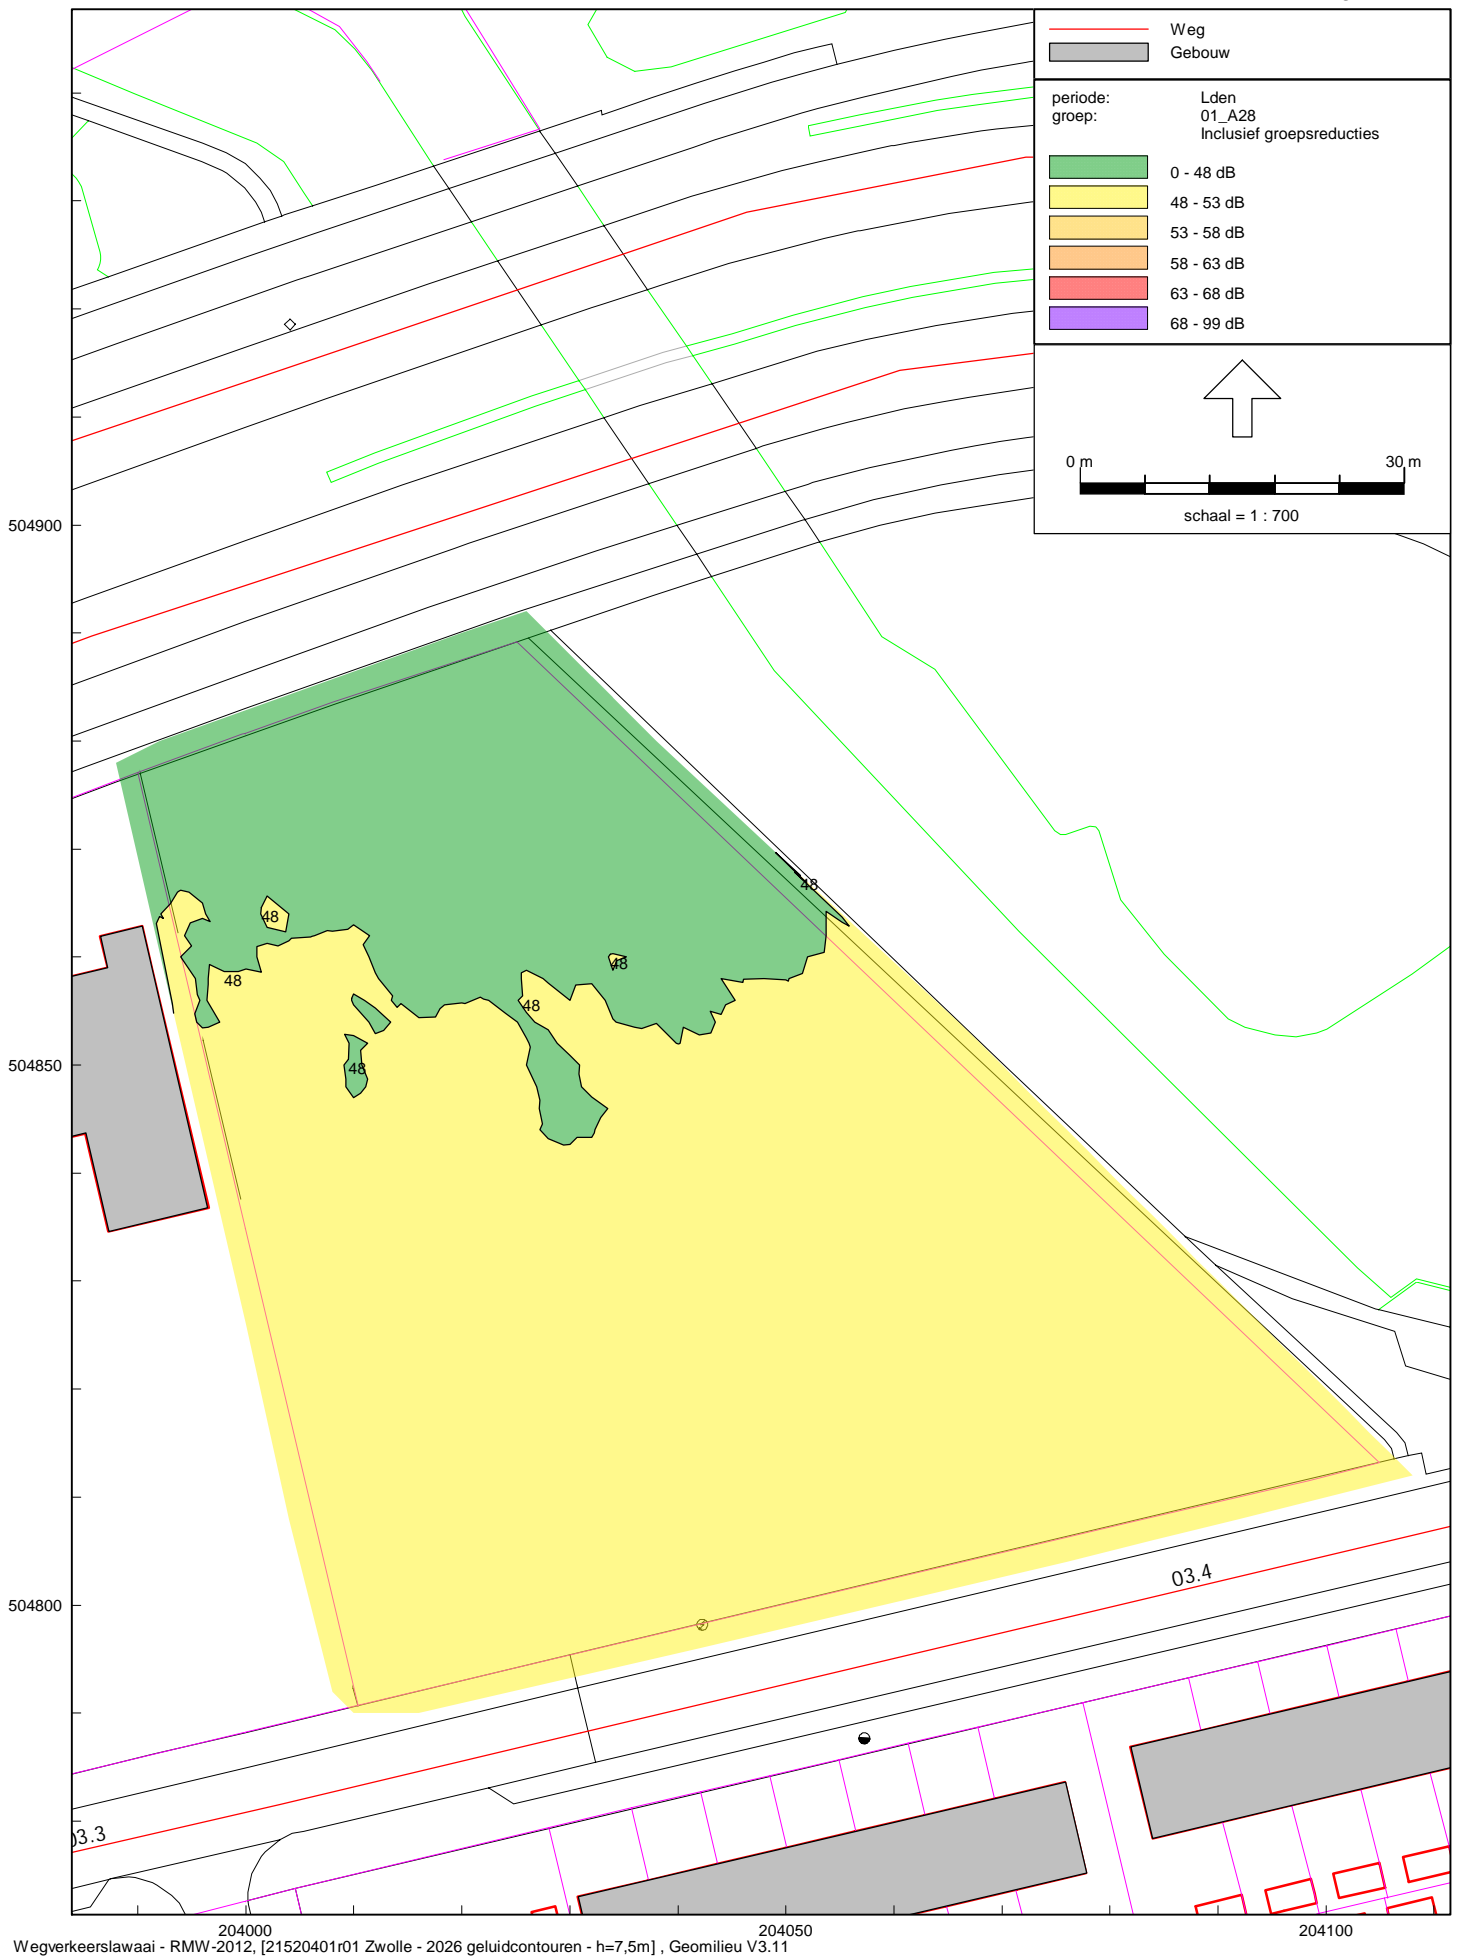 Weg
Gebouw
periode: Lden
groep: 01_A28
Inclusief groepsreducties
0 - 48 dB
48 - 53 dB
53 - 58 dB
58 - 63 dB
63 - 68 dB
68 - 99 dB
0 m 30 m
schaal = 1 : 700
504900
48
48
48
48
48
504850
48
504800
03.4
03.3
204000 204050 204100
Wegverkeerslawaai - RMW-2012, [21520401r01 Zwolle - 2026 geluidcontouren - h=7,5m] , Geomilieu V3.11